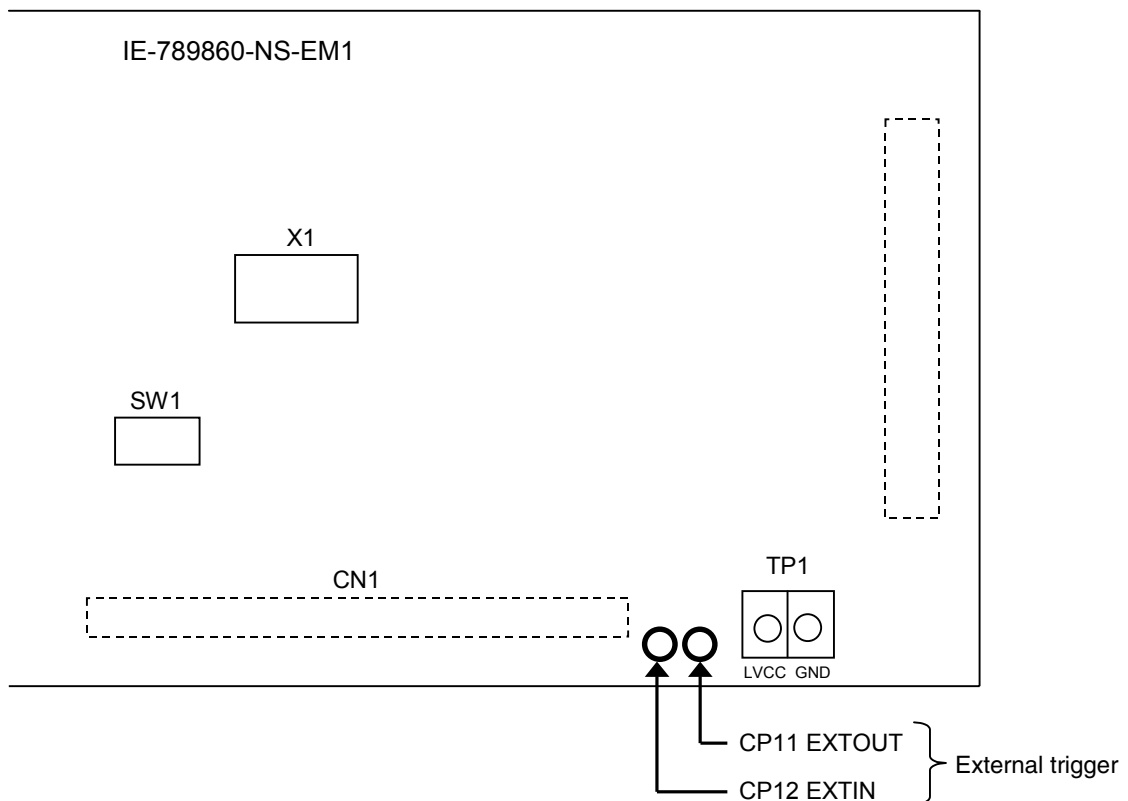 IE-789860-NS-EM1
X1
SW1
CN1
TP1
LVCC GND
CP11 EXTOUT
External trigger
CP12 EXTIN